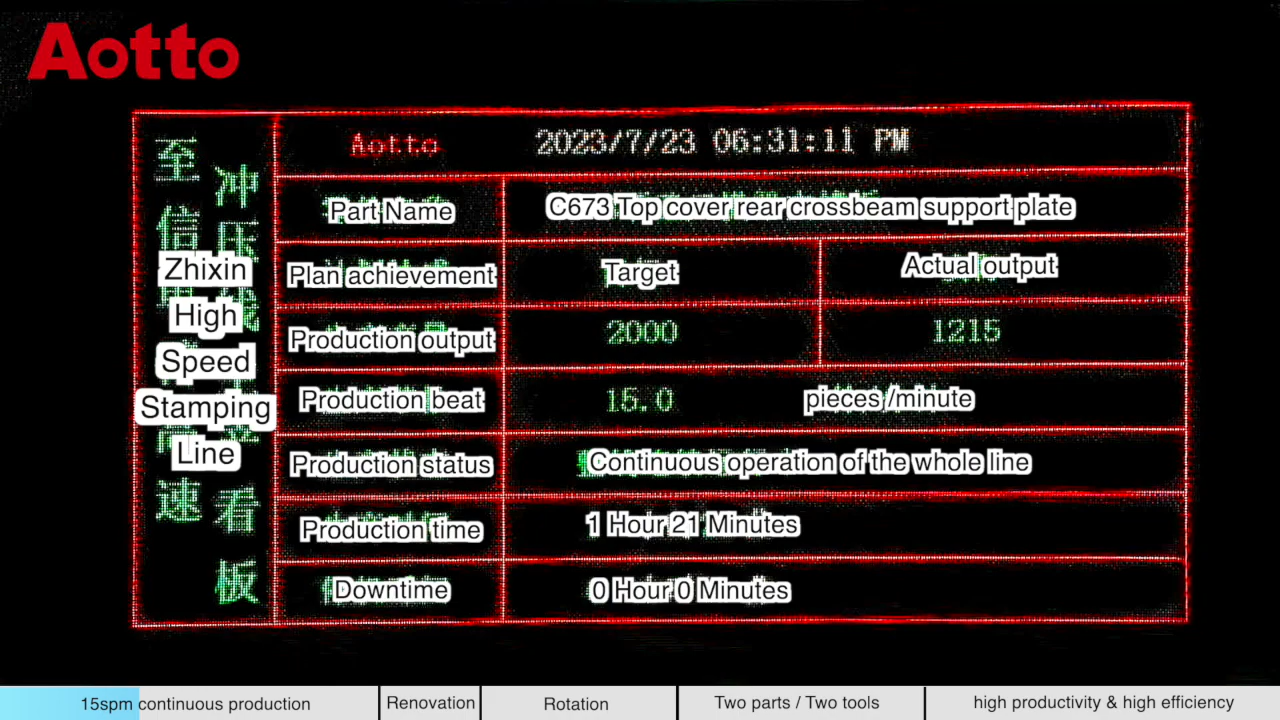 Aotto
Aotto 2023/7/23 06:31:11 PM
至信
速
冲压
看板
Zhixin
High
Speed
Stamping
Line
Part Name C673 Top cover rear crossbeam support plate
Plan achievement Target Actual output
Production output 2000 1215
Production beat 15.0 pieces /minute
Production status Continuous operation of the whole line
Production time 1 Hour 21 Minutes
Downtime 0 Hour 0 Minutes
15spm continuous production Renovation Rotation Two parts / Two tools high productivity & high efficiency